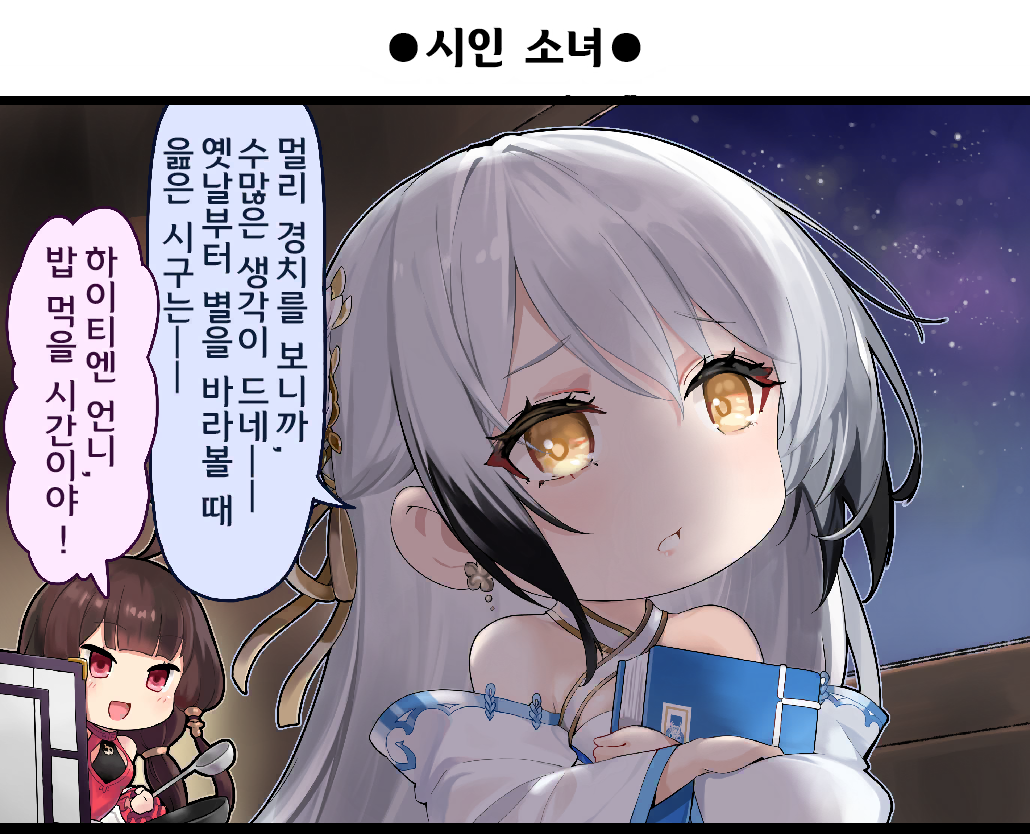 ●시인 소녀●
멀리 경치를 보니까,
수많은 생각이 드네──
옛날부터 별을 바라볼 때
읊은 시구는──
하이티엔 언니,
밥 먹을 시간이야!